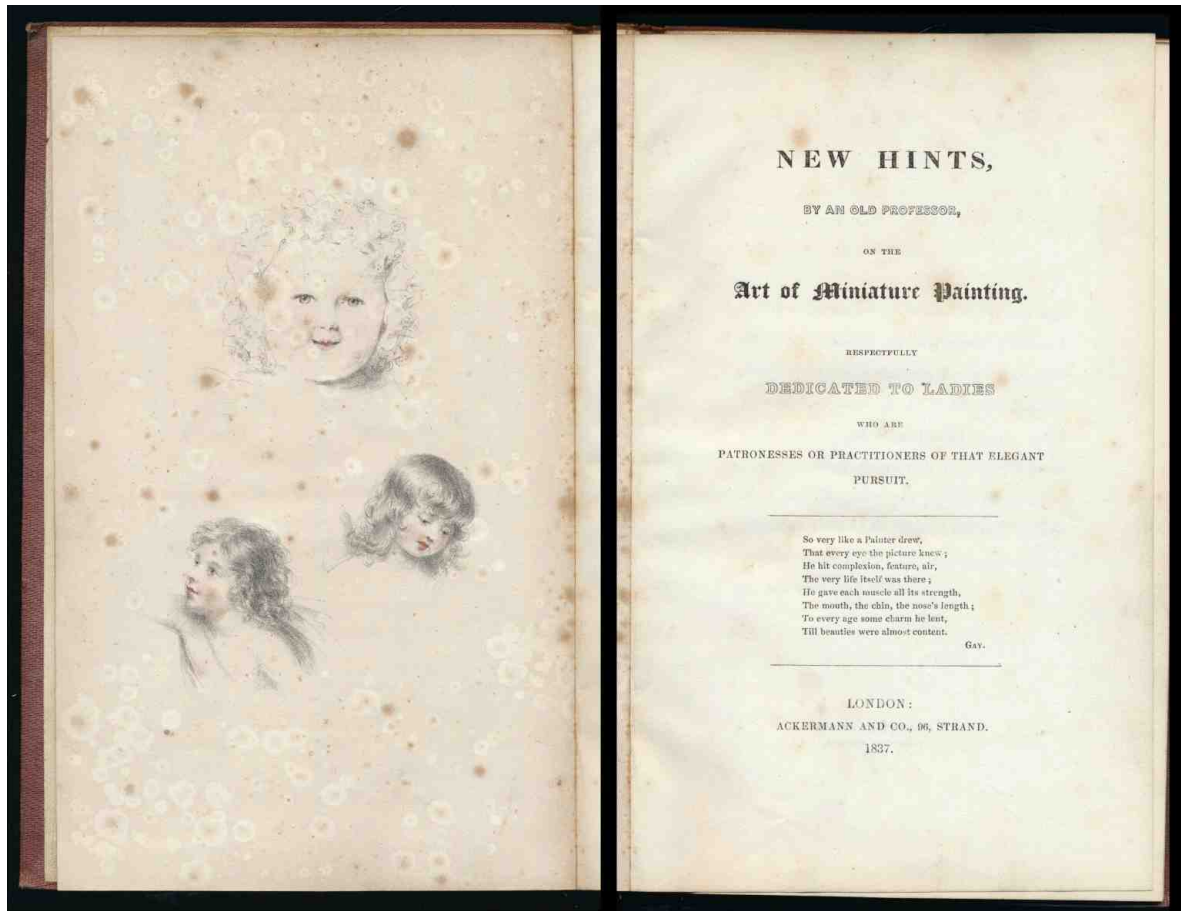 NEW HINTS,
BY AN OLD PROFESSOR,
ON THE
Art of Miniature Painting.
RESPECTFULLY
DEDICATED TO LADIES
WHO ARE
PATRONESSES OR PRACTITIONERS OF THAT ELEGANT
PURSUIT.
So very like a Painter drew,
That every eye the picture knew ;
He hit complexion, feature, air,
The very life itself was there ;
He gave each muscle all its strength,
The mouth, the chin, the nose's length ;
To every age some charm he lent,
Till beauties were almost content.
GAY.
LONDON :
ACKERMANN AND CO., 96, STRAND.
1837.